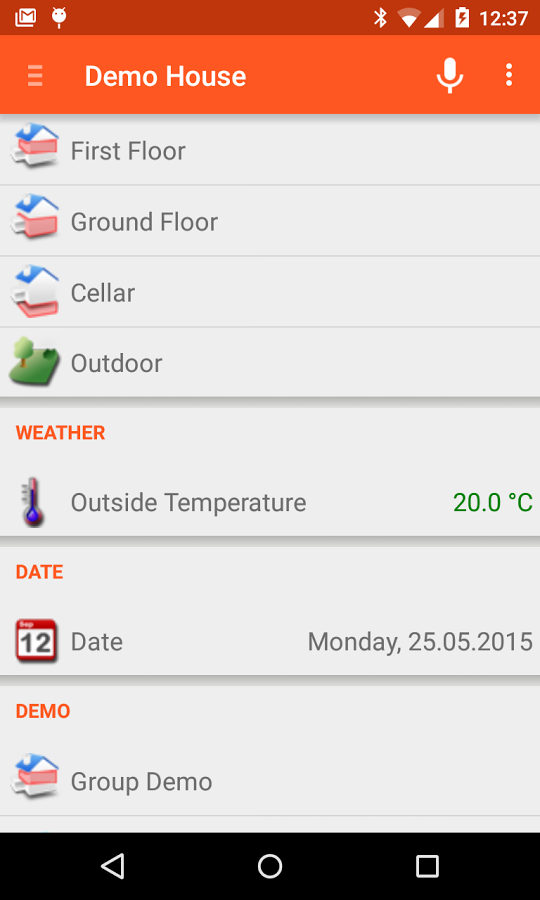 12:37
Demo House
First Floor
Ground Floor
Cellar
Outdoor
WEATHER
Outside Temperature 20.0 °C
DATE
Sep
12
Date Monday, 25.05.2015
DEMO
Group Demo